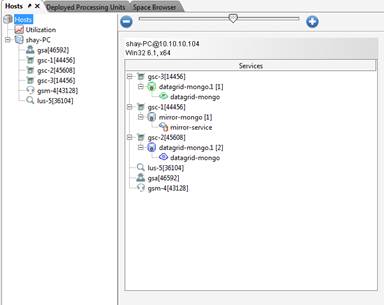 Hosts
Deployed Processing Units
Space Browser
Hosts
Utilization
shay-PC
gsa[46592]
gsc-1[44456]
gsc-2[45608]
gsc-3[14456]
gsm-4[43128]
lus-5[36104]
shay-PC@10.10.10.104
Win32 6.1, x64
Services
gsc-3[14456]
datagrid-mongo.1 [1]
datagrid-mongo
gsc-1[44456]
mirror-mongo [1]
mirror-service
gsc-2[45608]
datagrid-mongo.1 [2]
datagrid-mongo
lus-5[36104]
gsa[46592]
gsm-4[43128]